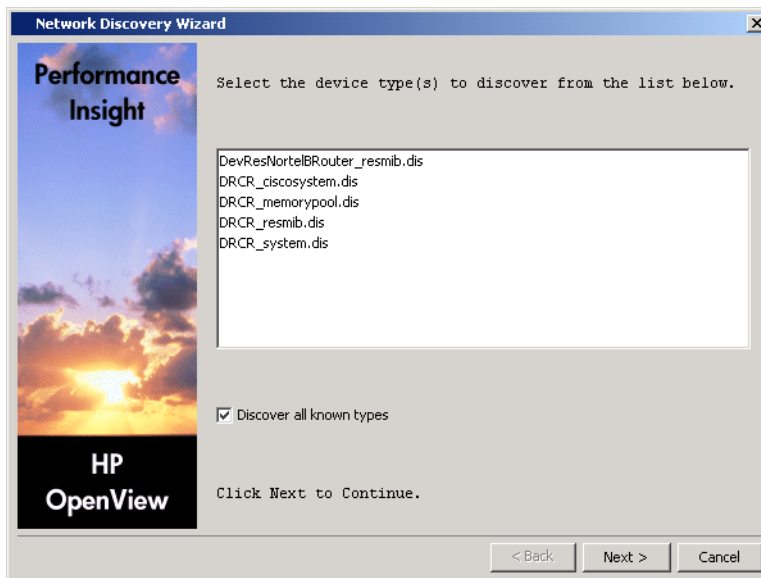 Network Discovery Wizard
Performance
Insight
Select the device type(s) to discover from the list below.
DevResNortelBRouter_resmib.dis
DRCR_ciscosystem.dis
DRCR_memorypool.dis
DRCR_resmib.dis
DRCR_system.dis
Discover all known types
HP
OpenView
Click Next to Continue.
< Back
Next >
Cancel